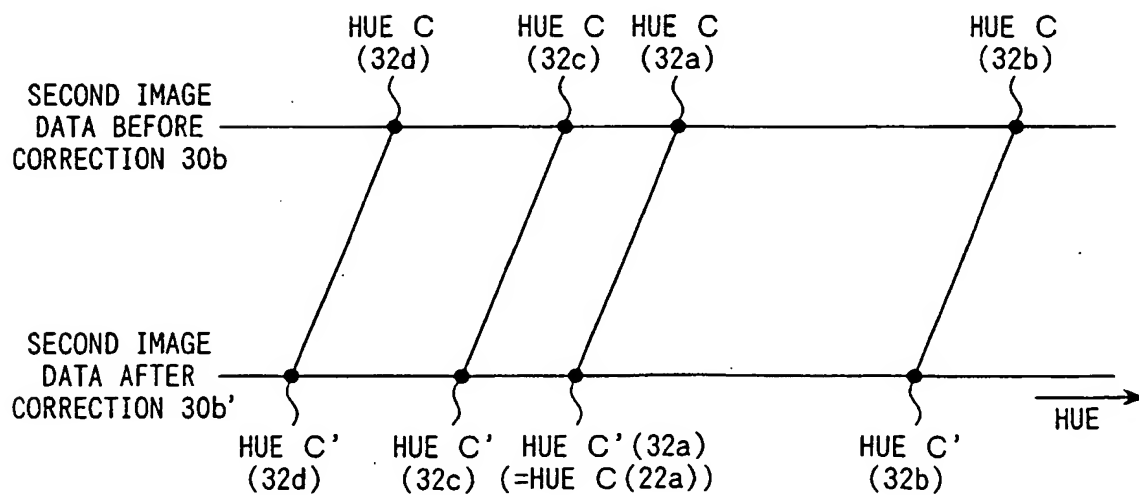 HUE C
(32d)
HUE C
(32c)
HUE C
(32a)
HUE C
(32b)
SECOND IMAGE
DATA BEFORE
CORRECTION 30b
SECOND IMAGE
DATA AFTER
CORRECTION 30b'
HUE
HUE C'
(32d)
HUE C'
(32c)
HUE C'(32a)
(=HUE C(22a))
HUE C'
(32b)